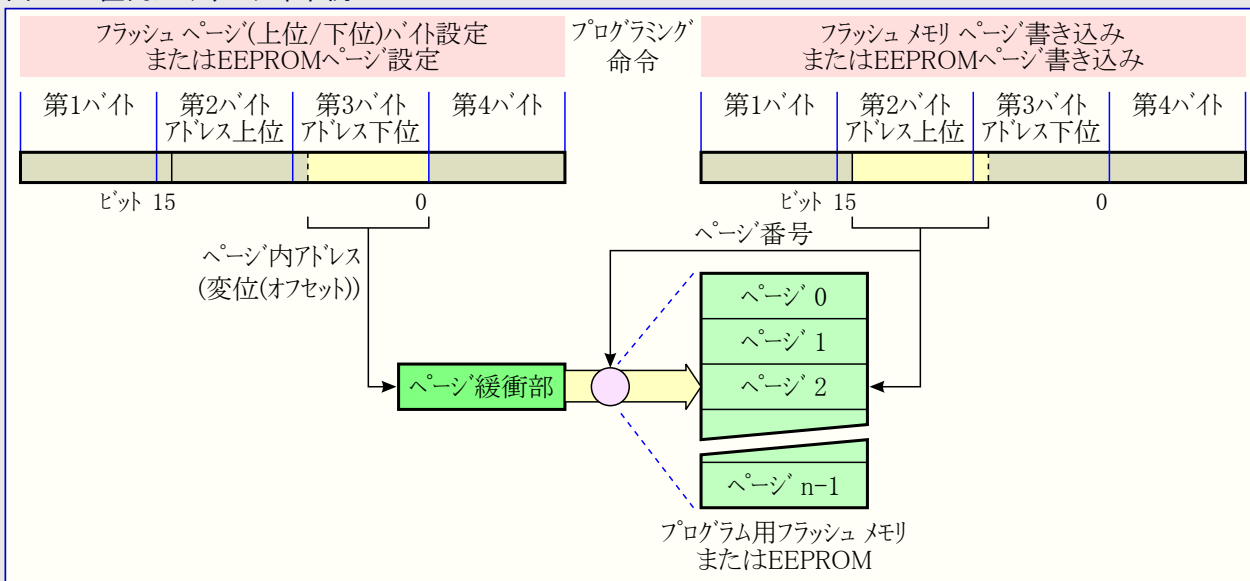 フラッシュ ページ(上位/下位)バイト設定
またはEEPROMページ設定
プログラミング
命令
フラッシュ メモリ ページ書き込み
またはEEPROMページ書き込み
第1バイト
第2バイト
アドレス上位
第3バイト
アドレス下位
第4バイト
第1バイト
第2バイト
アドレス上位
第3バイト
アドレス下位
第4バイト
ビット 15
0
ビット 15
0
ページ内アドレス
(変位(オフセット))
ページ番号
ページ 0
ページ 1
ページ緩衝部
ページ 2
ページ n-1
プログラム用フラッシュ メモリ
またはEEPROM